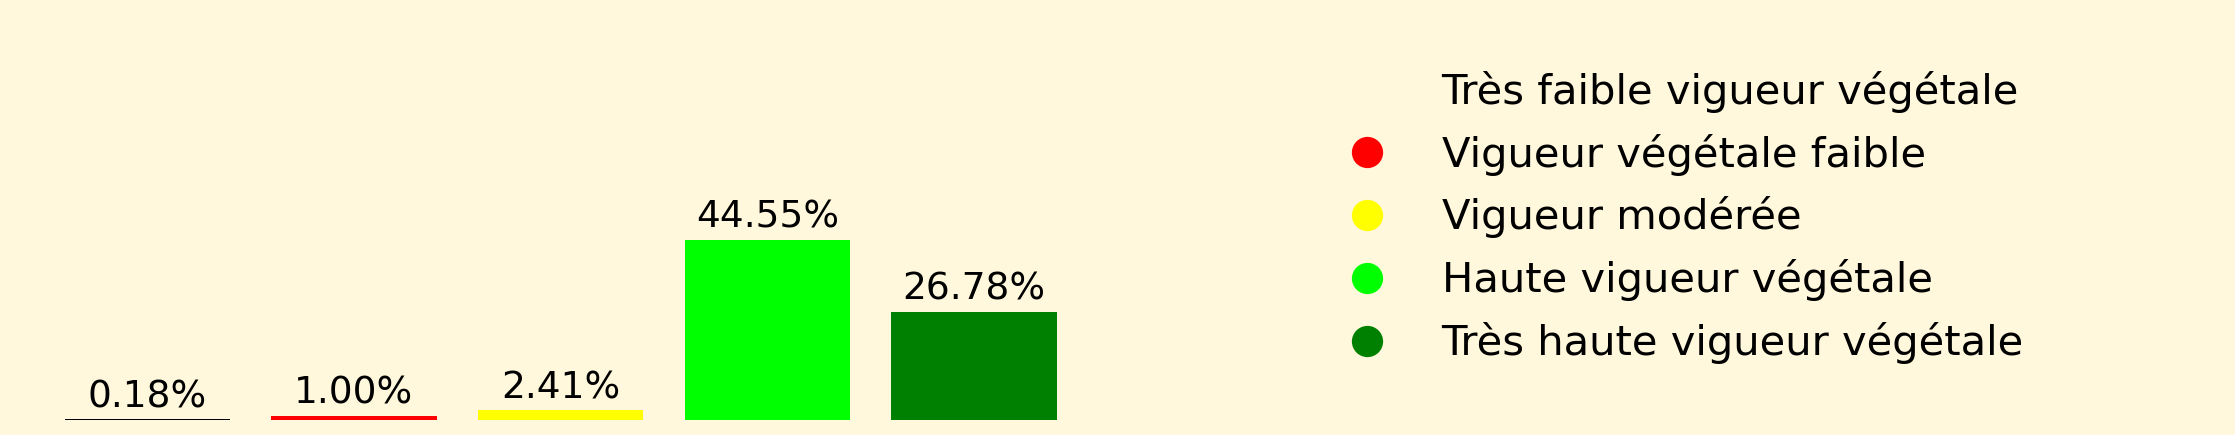 0.18%
1.00%
2.41%
44.55%
26.78%
Très faible vigueur végétale
Vigueur végétale faible
Vigueur modérée
Haute vigueur végétale
Très haute vigueur végétale